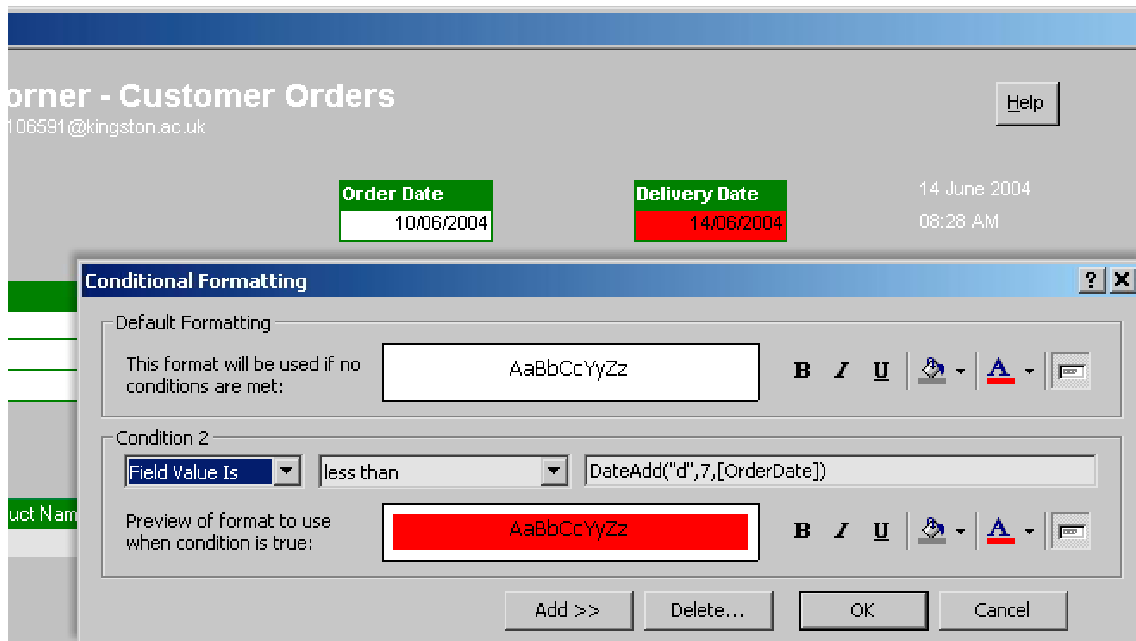 orner - Customer Orders
Help
106591@kingston.ac.uk
Order Date
Delivery Date
14 June 2004
10/06/2004
14/06/2004
08:28 AM
Conditional Formatting
Default Formatting
This format will be used if no
conditions are met:
AaBbCcYyZz
B I U A
Condition 2
Field Value Is
less than
DateAdd("d",7,[OrderDate])
uct Nam
Preview of format to use
when condition is true:
AaBbCcYyZz
B I U A
Add >>
Delete...
OK
Cancel